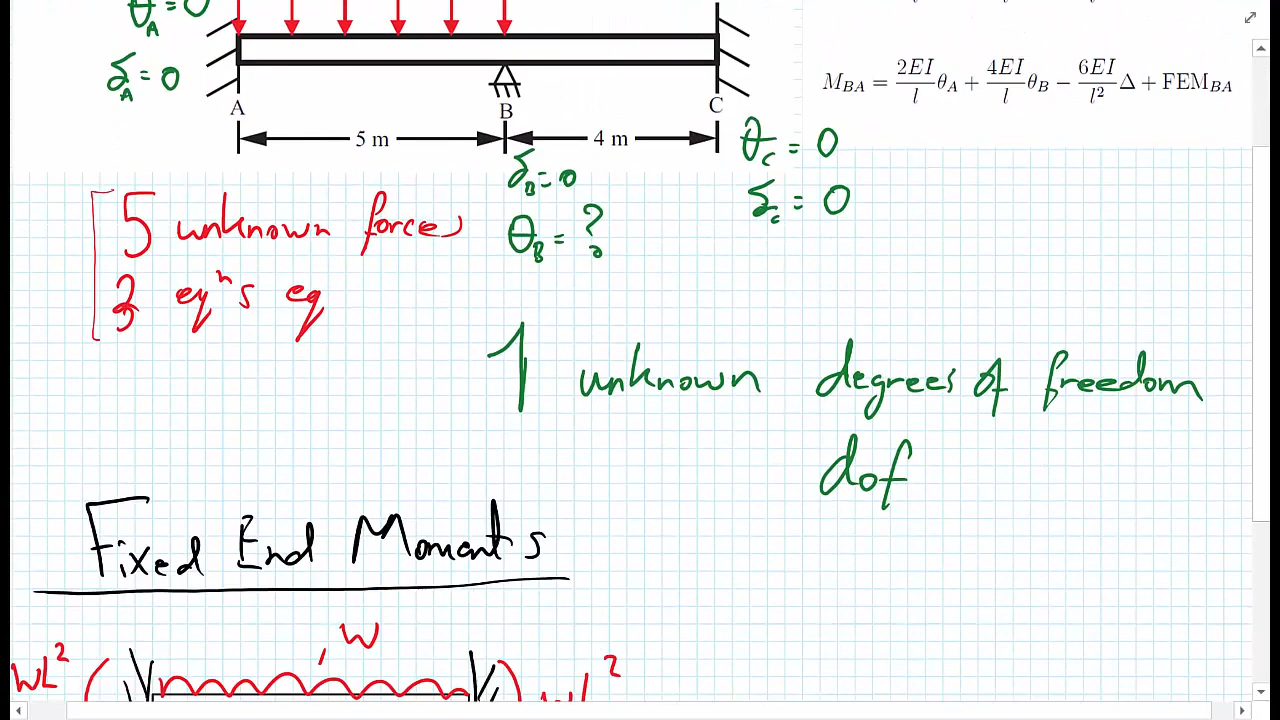 θA = 0
δA = 0
A
B
C
5 m
4 m
M_BA = 2EI/l θ_A + 4EI/l θ_B − 6EI/l² Δ + FEM_BA
δB = 0
θB = ?
θC = 0
δC = 0
5 unknown forces
3 eqⁿs eq
1 unknown degrees of freedom
dof
Fixed End Moments
W
WL²
WL²